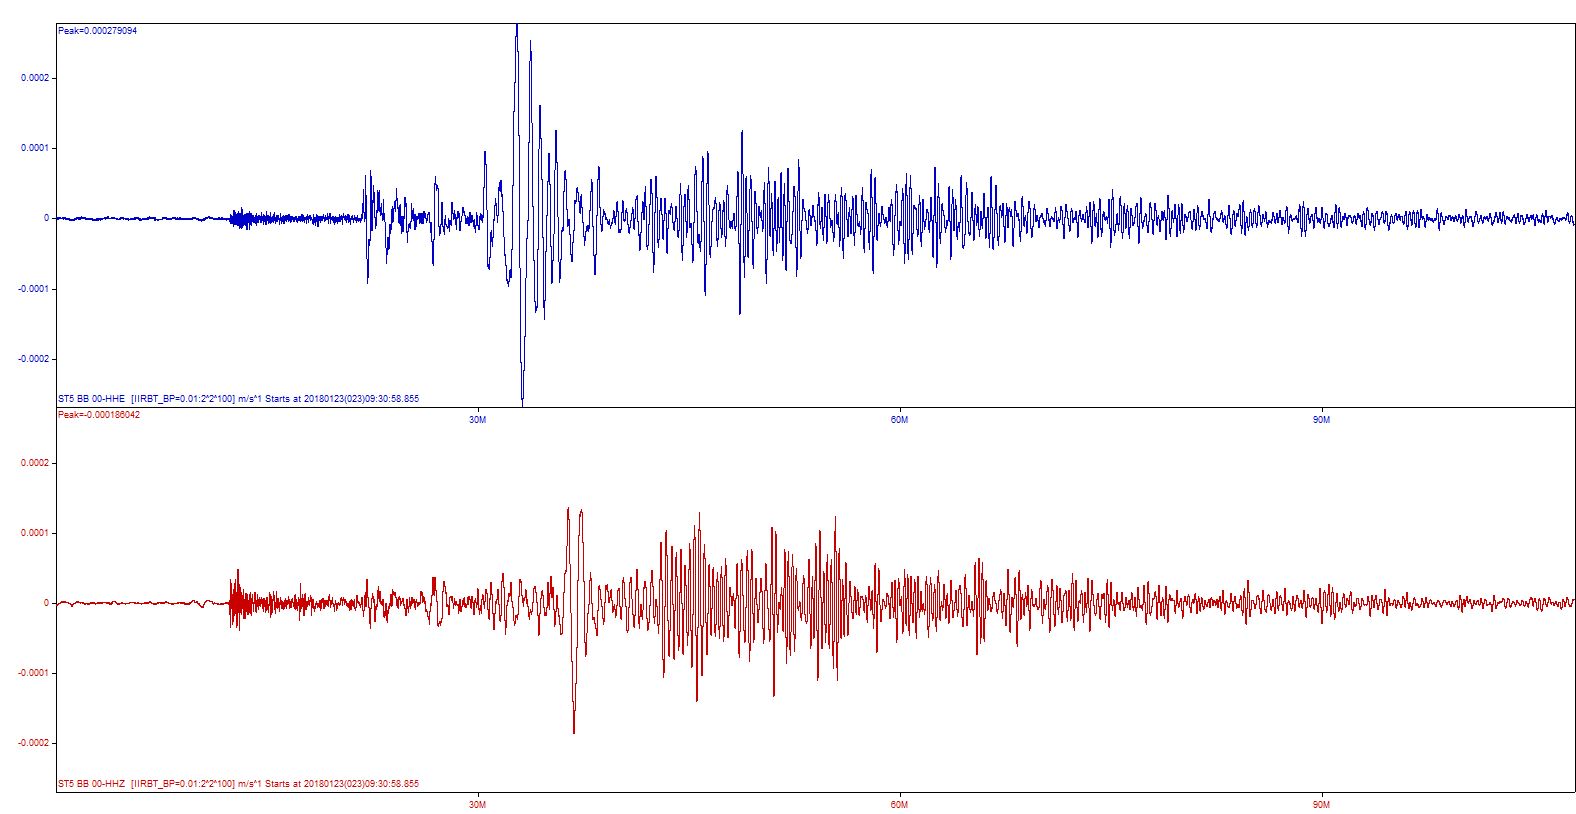 Peak=0.000279094
0.0002
0.0001
0
-0.0001
-0.0002
ST5 BB 00-HHE [IIRBT_BP=0.01:2^2^100] m/s^1 Starts at 20180123(023)09:30:58.855
30M 60M 90M
Peak=-0.000186042
0.0002
0.0001
0
-0.0001
-0.0002
ST5 BB 00-HHZ [IIRBT_BP=0.01:2^2^100] m/s^1 Starts at 20180123(023)09:30:58.855
30M 60M 90M